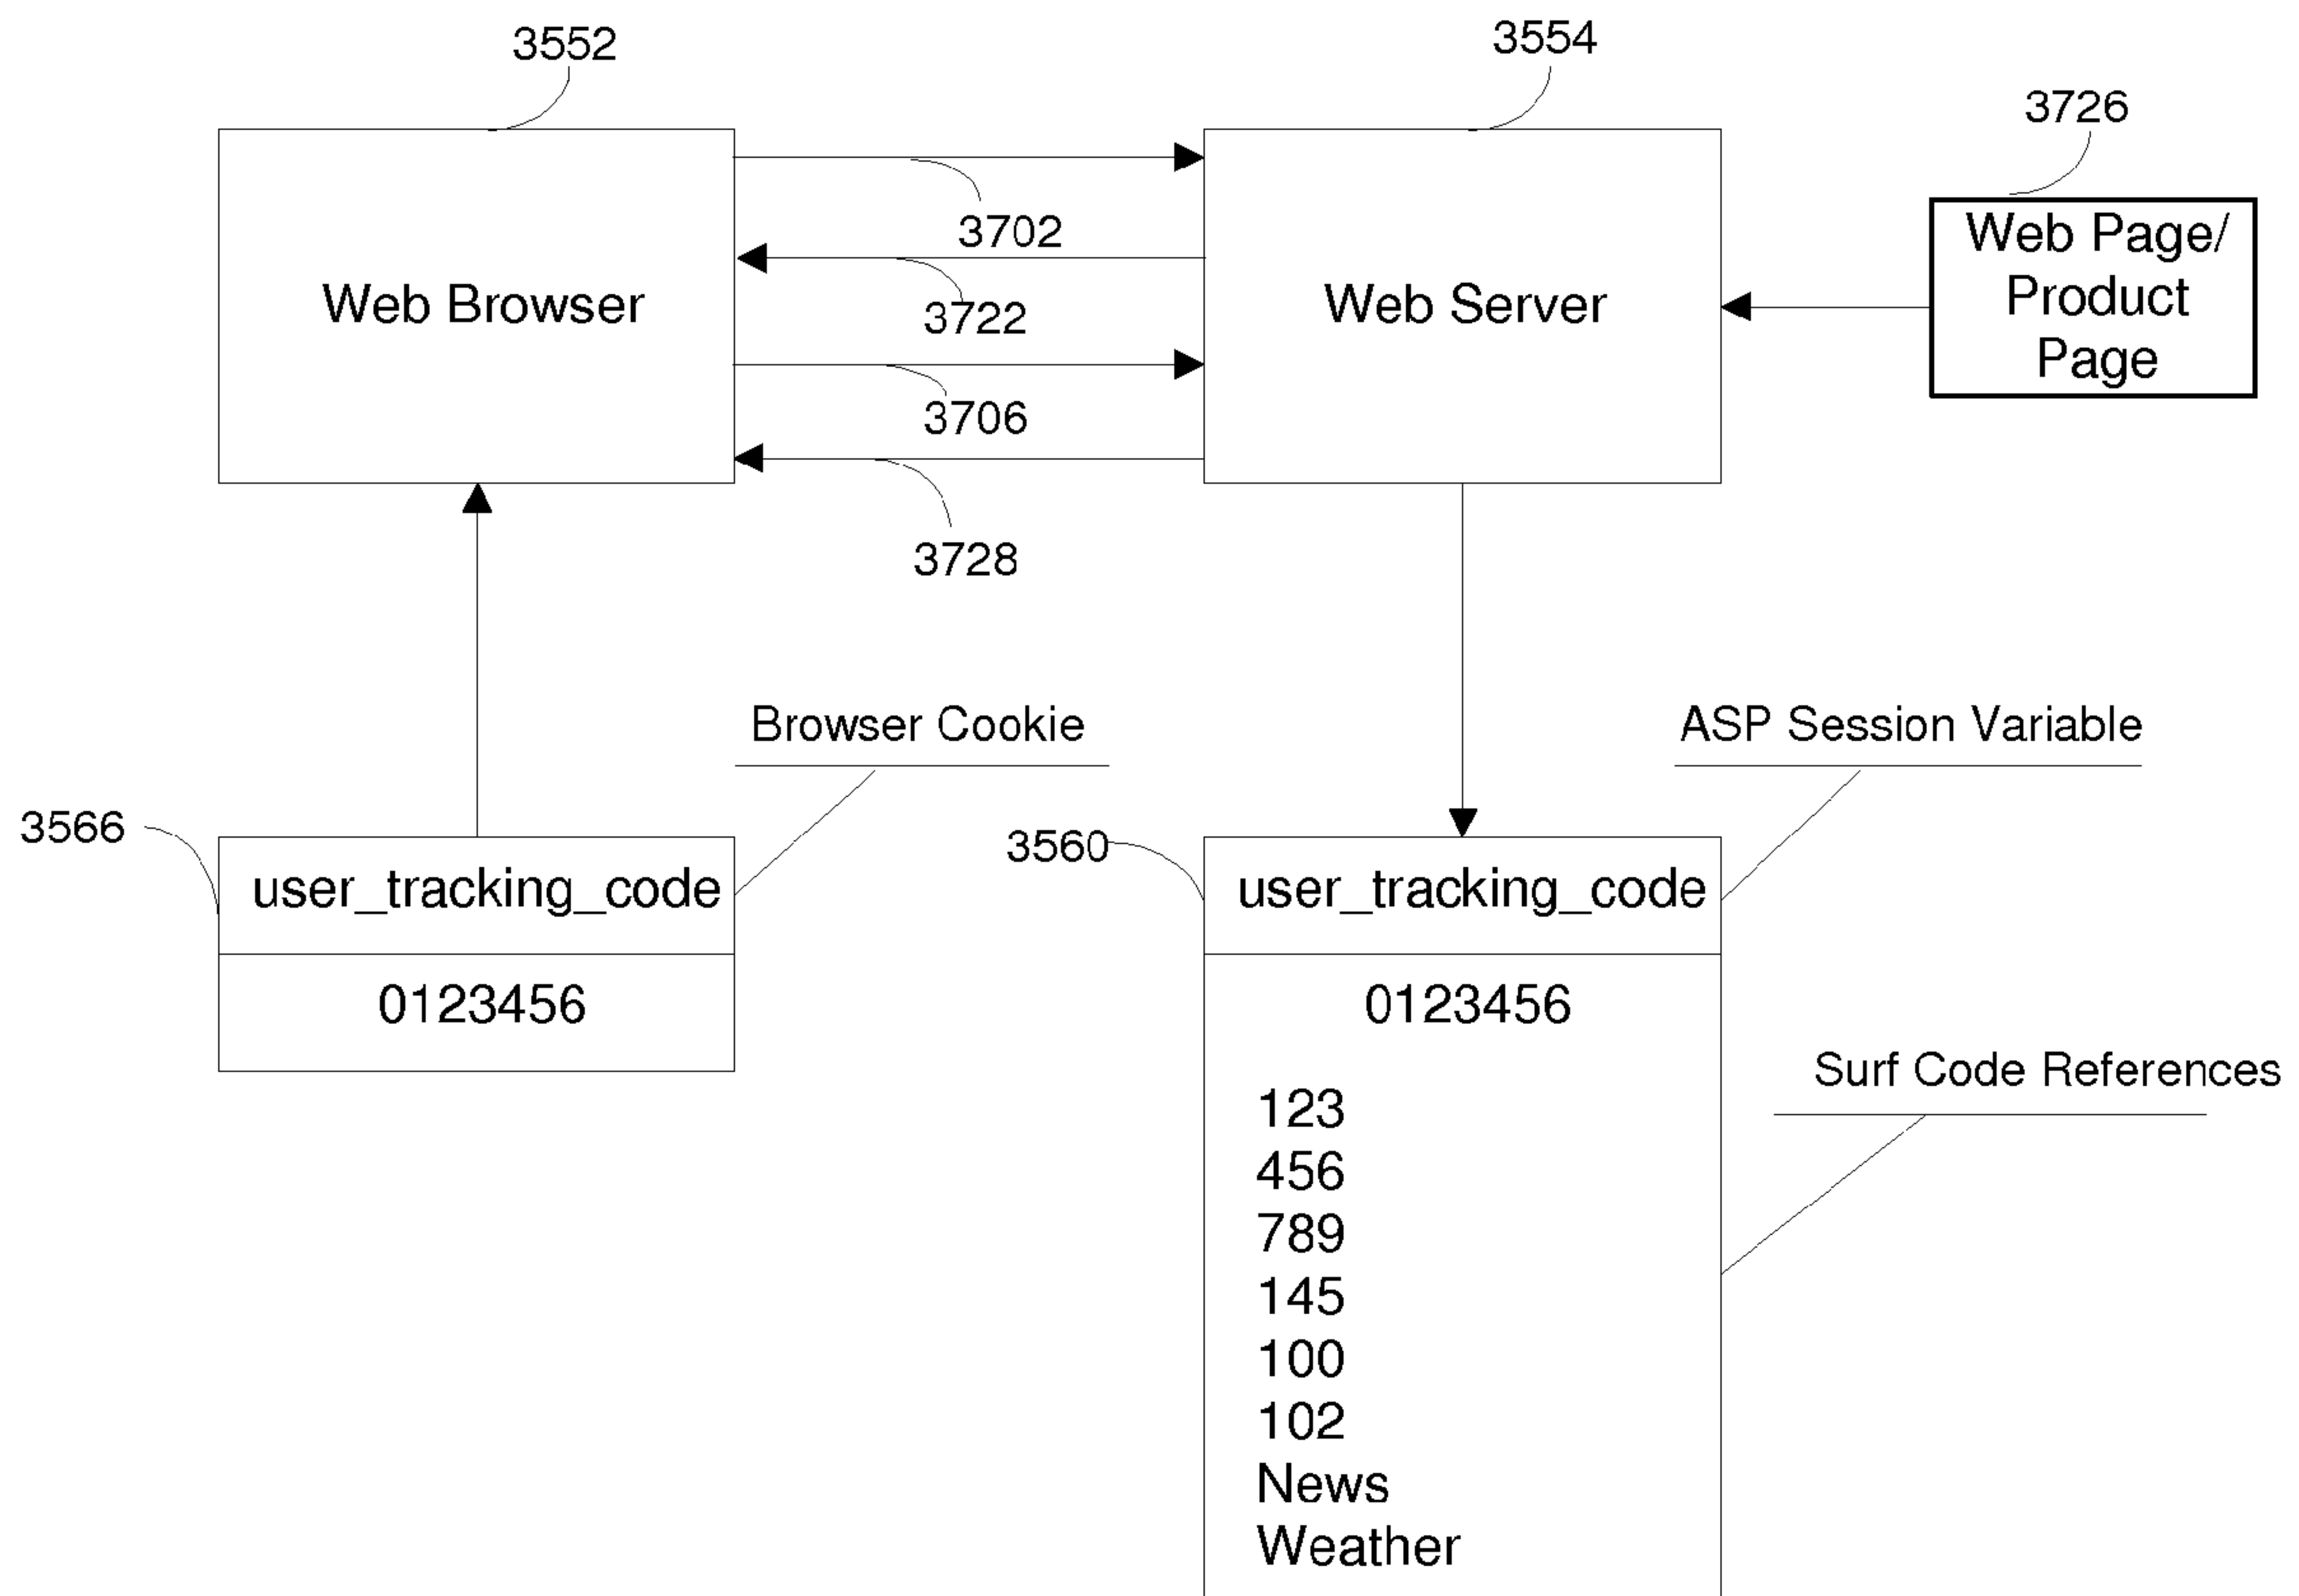 3552
3554
3726
Web Browser
3702
3722
3706
3728
Web Server
Web Page/
Product
Page
Browser Cookie
ASP Session Variable
3566
user_tracking_code
0123456
3560
user_tracking_code
0123456
Surf Code References
123
456
789
145
100
102
News
Weather